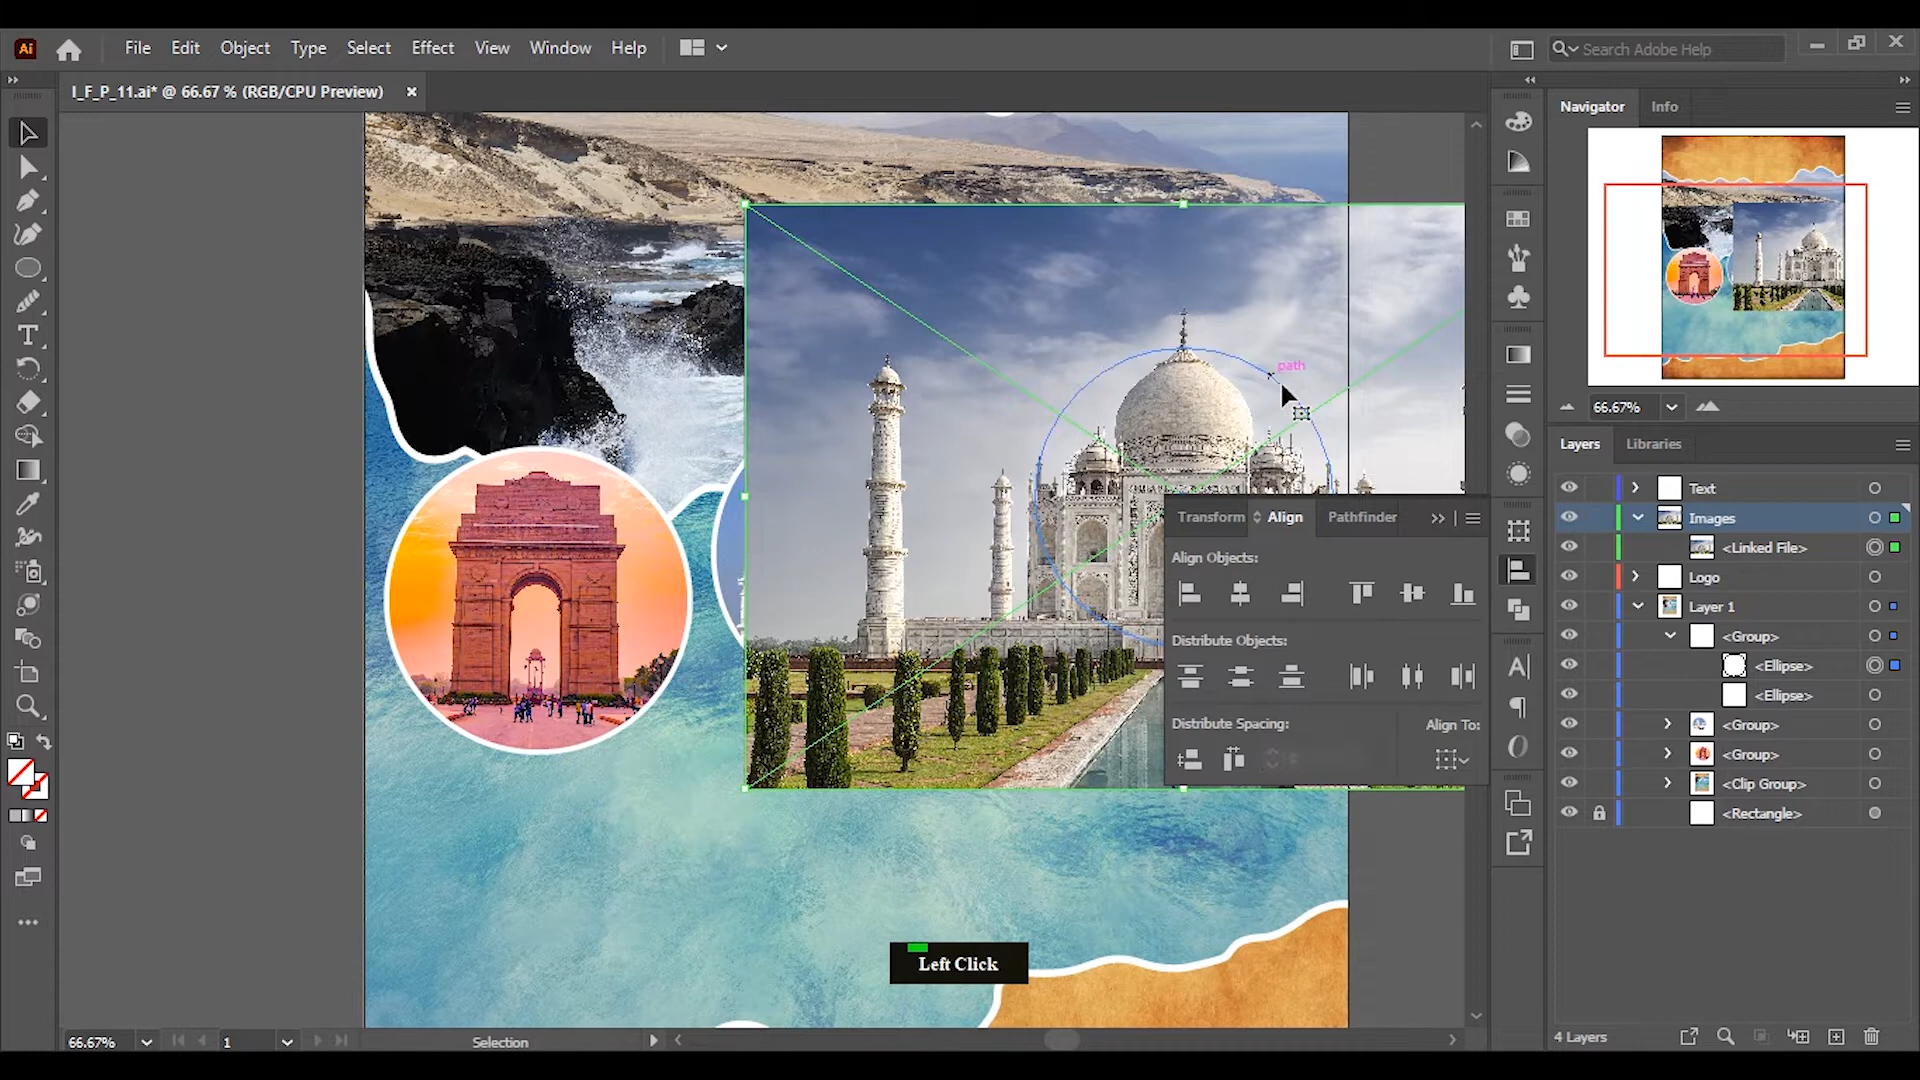 Ai
File Edit Object Type Select Effect View Window Help
Search Adobe Help
I_F_P_11.ai* @ 66.67 % (RGB/CPU Preview)
Navigator Info
path
66.67%
Layers Libraries
Text
Images
<Linked File>
Logo
Layer 1
<Group>
<Ellipse>
<Ellipse>
<Group>
<Group>
<Clip Group>
<Rectangle>
Transform Align Pathfinder
Align Objects:
Distribute Objects:
Distribute Spacing: Align To:
Left Click
66.67% 1 Selection
4 Layers